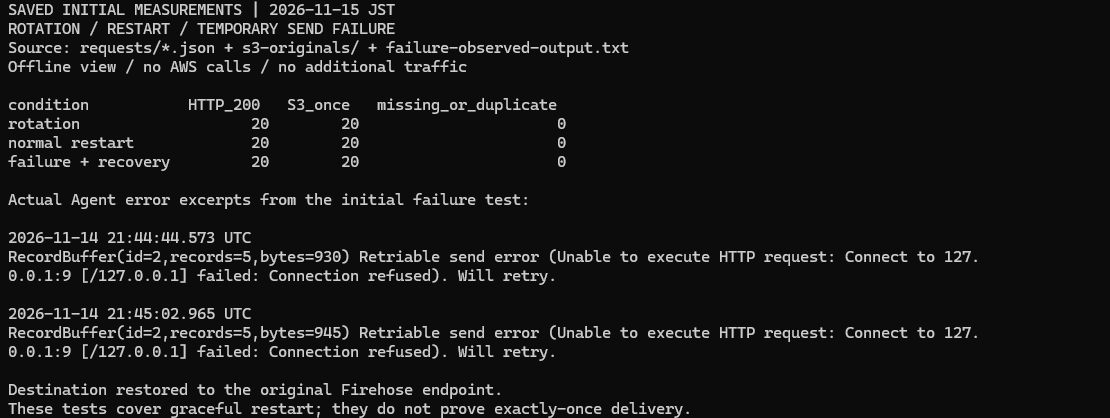 SAVED INITIAL MEASUREMENTS | 2026-11-15 JST
ROTATION / RESTART / TEMPORARY SEND FAILURE
Source: requests/*.json + s3-originals/ + failure-observed-output.txt
Offline view / no AWS calls / no additional traffic
condition HTTP_200 S3_once missing_or_duplicate
rotation 20 20 0
normal restart 20 20 0
failure + recovery 20 20 0
Actual Agent error excerpts from the initial failure test:
2026-11-14 21:44:44.573 UTC
RecordBuffer(id=2,records=5,bytes=930) Retriable send error (Unable to execute HTTP request: Connect to 127.
0.0.1:9 [/127.0.0.1] failed: Connection refused). Will retry.
2026-11-14 21:45:02.965 UTC
RecordBuffer(id=2,records=5,bytes=945) Retriable send error (Unable to execute HTTP request: Connect to 127.
0.0.1:9 [/127.0.0.1] failed: Connection refused). Will retry.
Destination restored to the original Firehose endpoint.
These tests cover graceful restart; they do not prove exactly-once delivery.